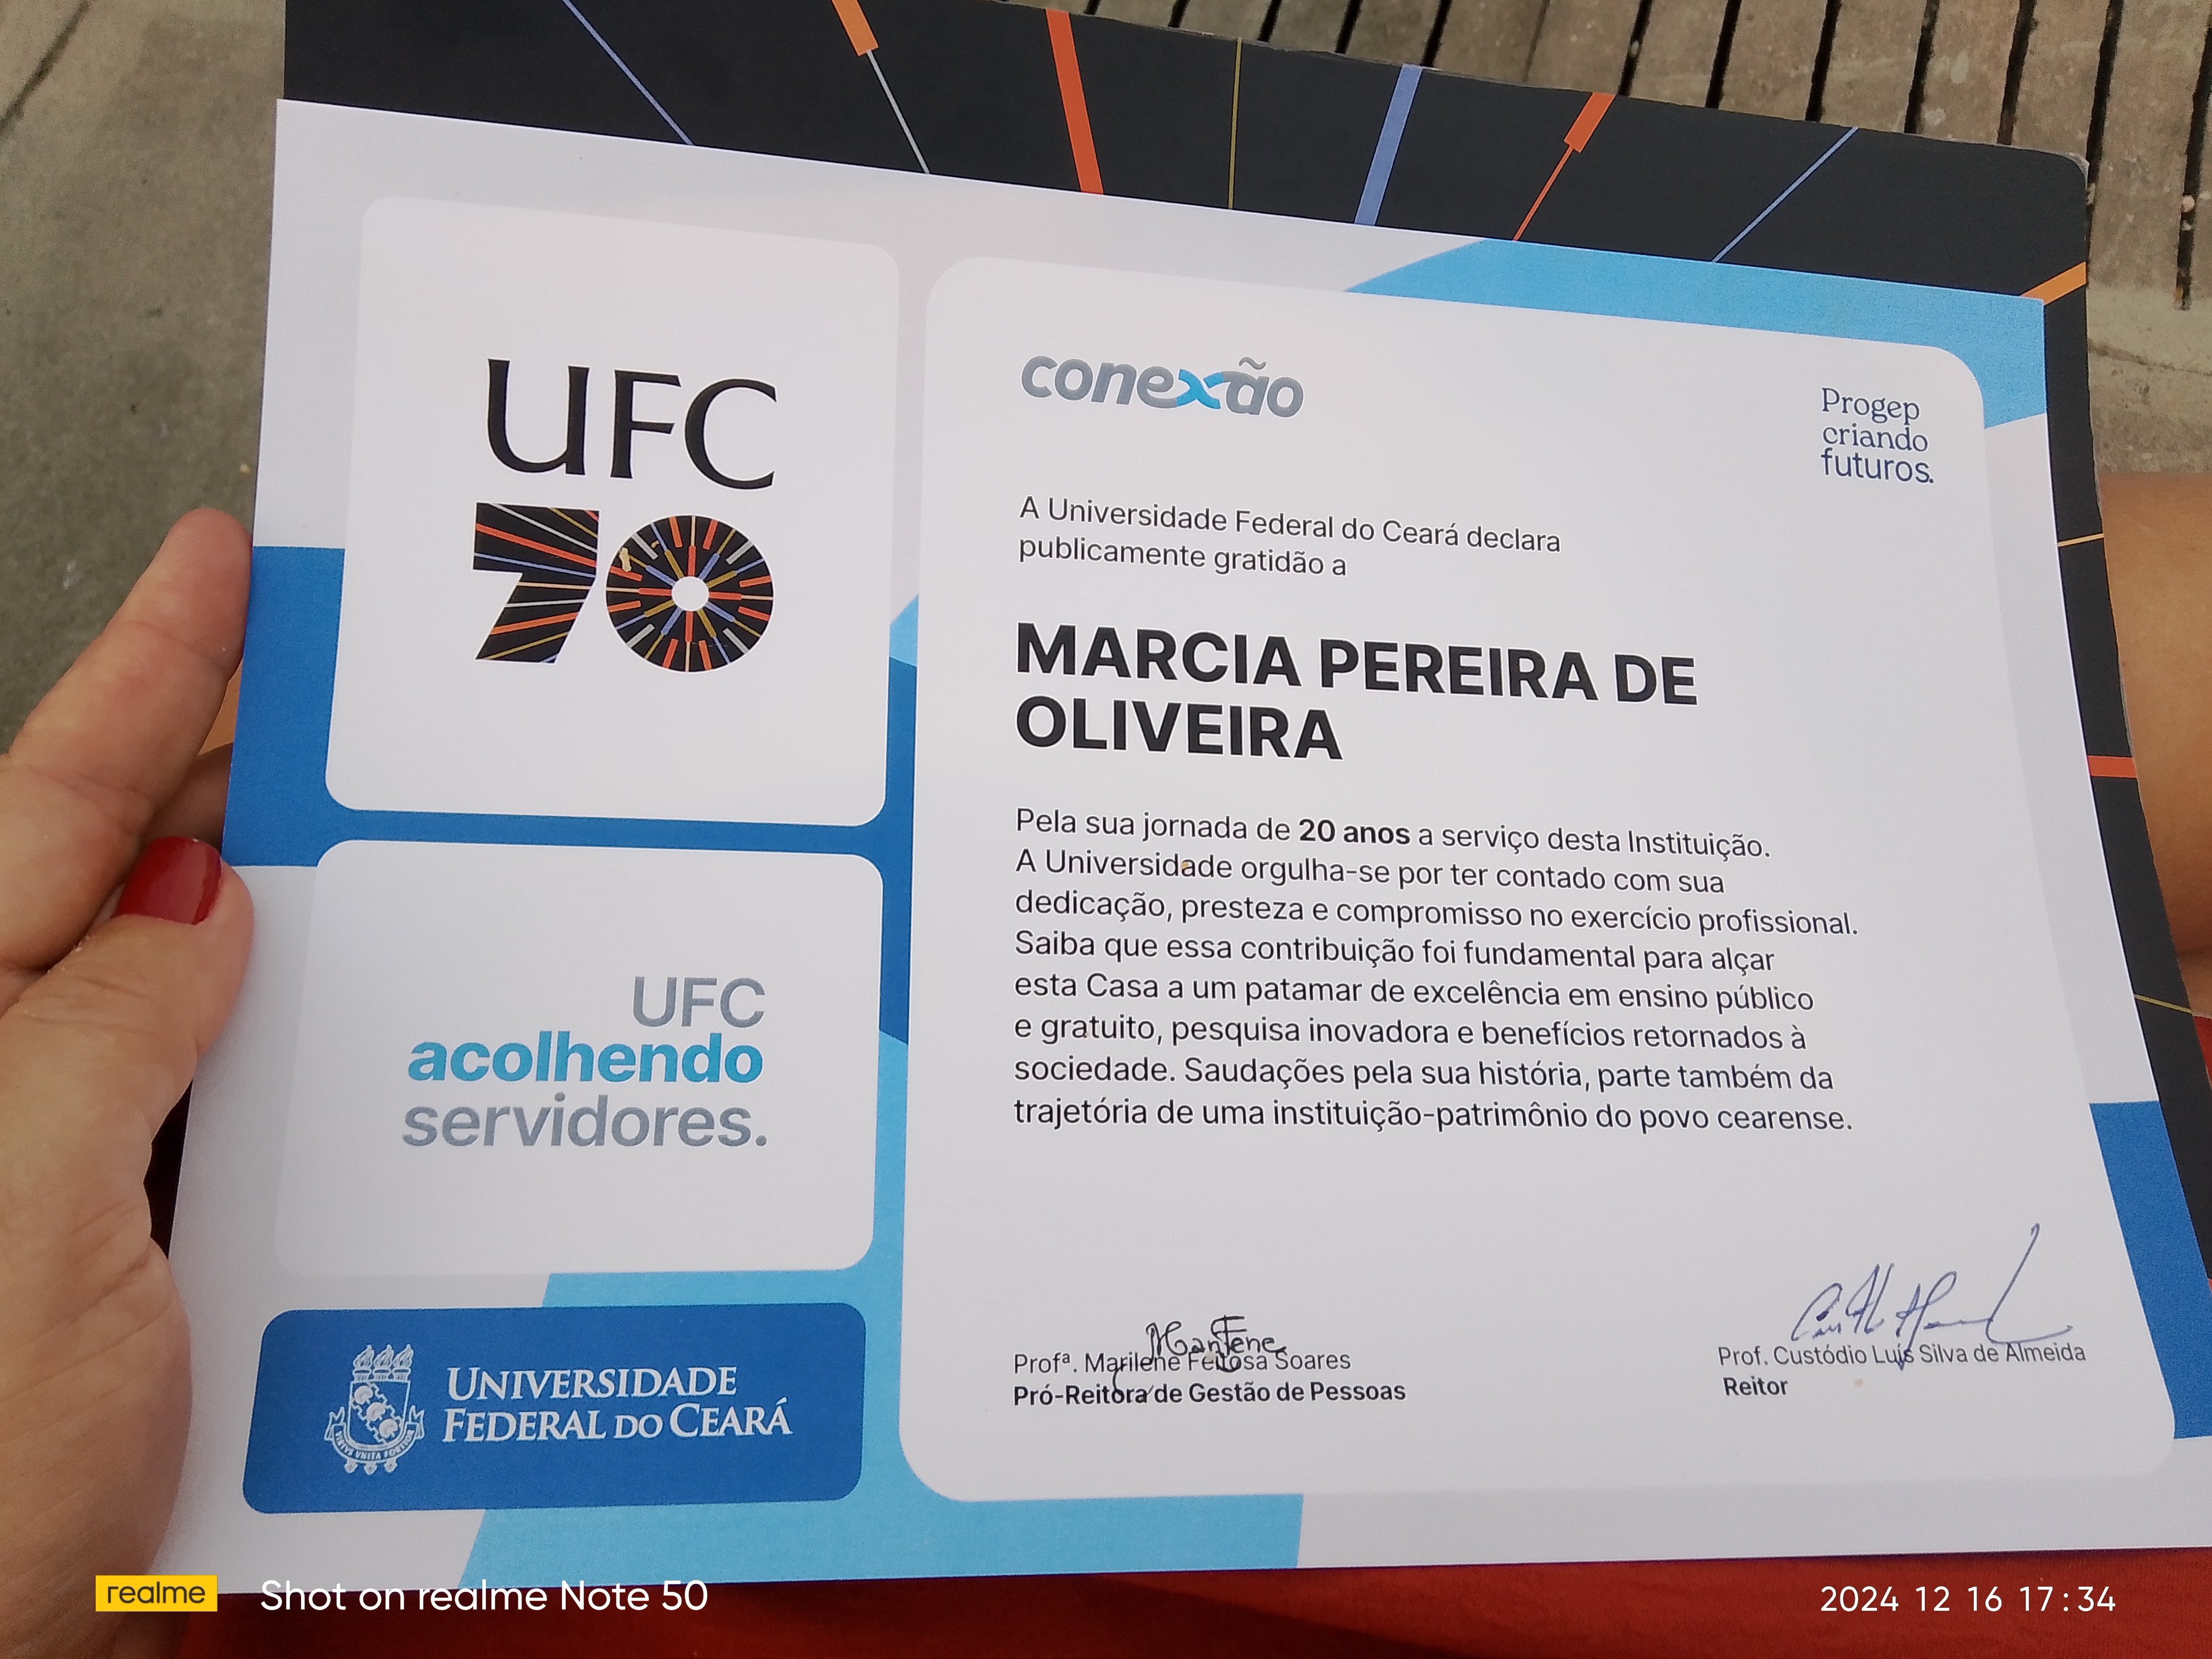 UFC
70
UFC
acolhendo
servidores.
UNIVERSIDADE
FEDERAL DO CEARÁ
conexão
Progep
criando
futuros.
A Universidade Federal do Ceará declara
publicamente gratidão a
MARCIA PEREIRA DE
OLIVEIRA
Pela sua jornada de 20 anos a serviço desta Instituição.
A Universidade orgulha-se por ter contado com sua
dedicação, presteza e compromisso no exercício profissional.
Saiba que essa contribuição foi fundamental para alçar
esta Casa a um patamar de excelência em ensino público
e gratuito, pesquisa inovadora e benefícios retornados à
sociedade. Saudações pela sua história, parte também da
trajetória de uma instituição-patrimônio do povo cearense.
Profª. Marilene Feitosa Soares
Pró-Reitora de Gestão de Pessoas
Prof. Custódio Luís Silva de Almeida
Reitor
realme
Shot on realme Note 50
2024 12 16 17:34